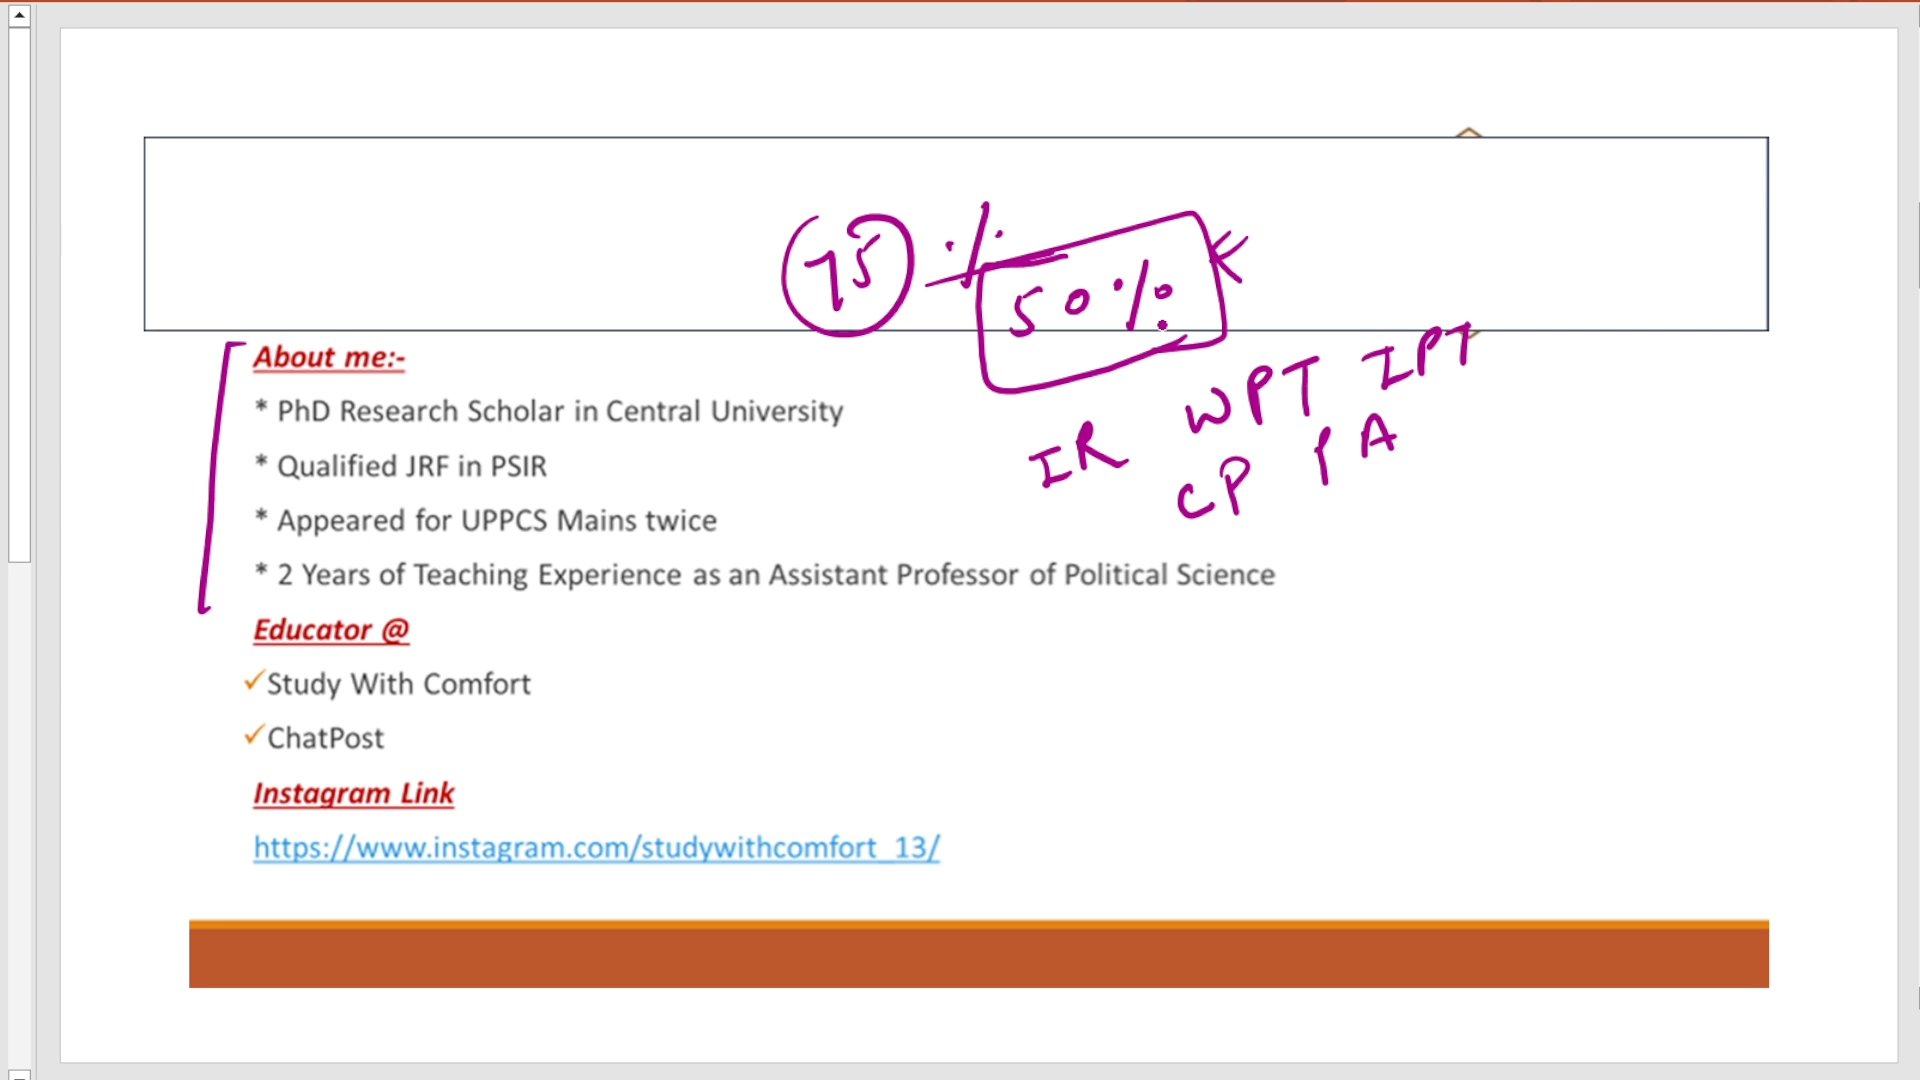 75 %
50%
About me:-
* PhD Research Scholar in Central University
* Qualified JRF in PSIR
* Appeared for UPPCS Mains twice
* 2 Years of Teaching Experience as an Assistant Professor of Political Science
IR WPT IPT
CP PA
Educator @
✓Study With Comfort
✓ChatPost
Instagram Link
https://www.instagram.com/studywithcomfort_13/